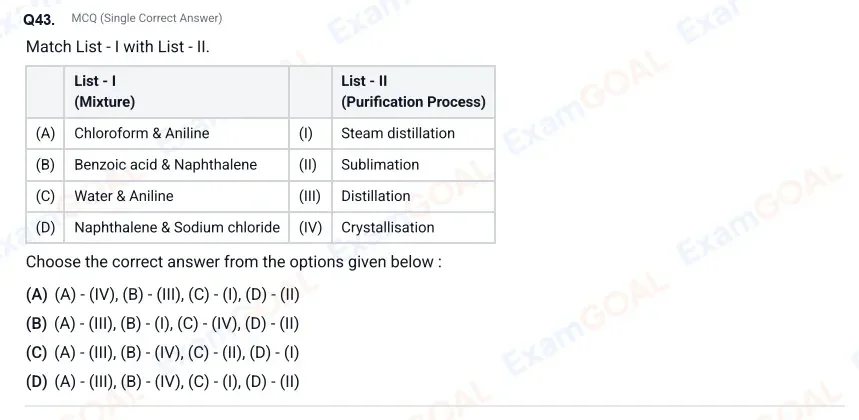 Q43. MCQ (Single Correct Answer)
Match List - I with List - II.
List - I (Mixture) List - II (Purification Process)
(A) Chloroform & Aniline (I) Steam distillation
(B) Benzoic acid & Naphthalene (II) Sublimation
(C) Water & Aniline (III) Distillation
(D) Naphthalene & Sodium chloride (IV) Crystallisation
Choose the correct answer from the options given below :
(A) (A) - (IV), (B) - (III), (C) - (I), (D) - (II)
(B) (A) - (III), (B) - (I), (C) - (IV), (D) - (II)
(C) (A) - (III), (B) - (IV), (C) - (II), (D) - (I)
(D) (A) - (III), (B) - (IV), (C) - (I), (D) - (II)
ExamGOAL